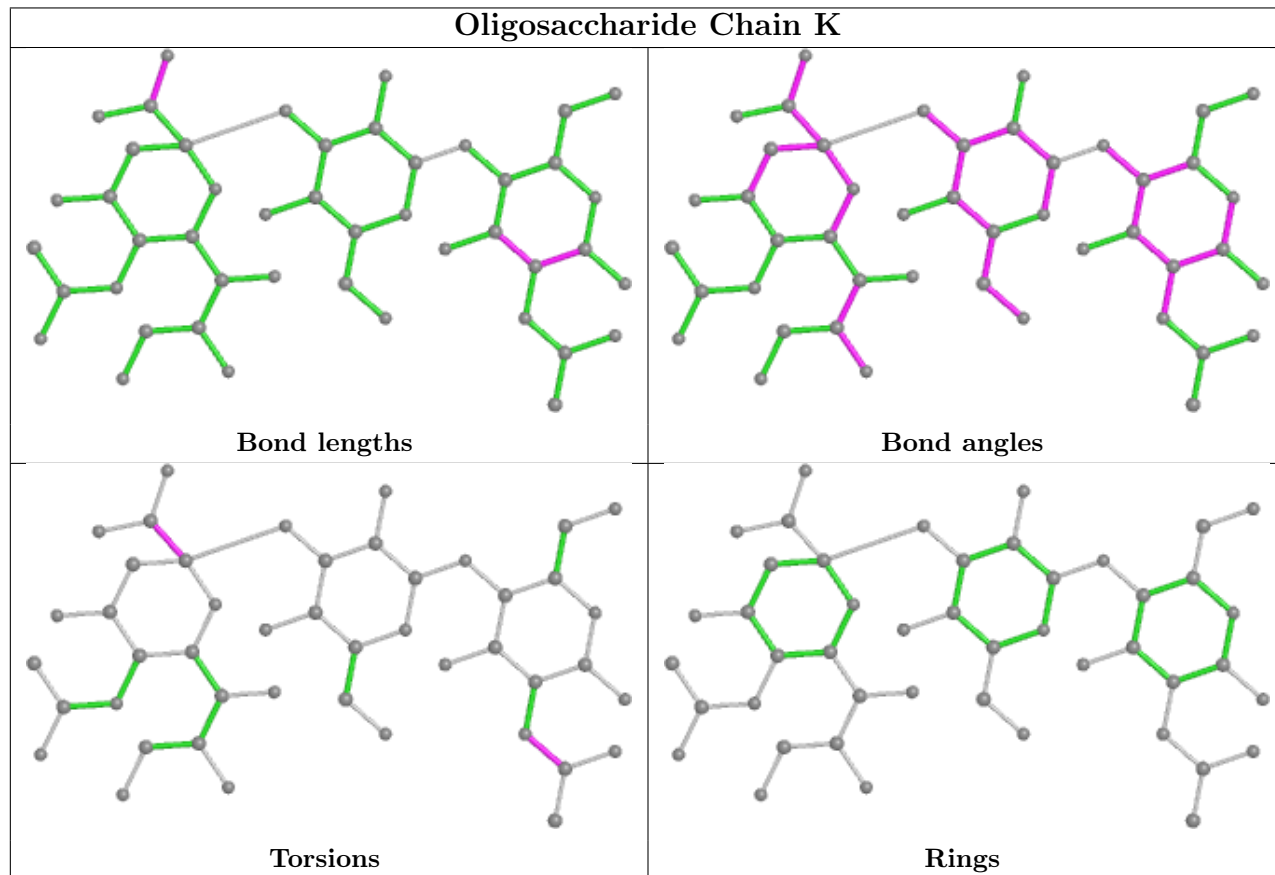 Oligosaccharide Chain K
Bond lengths
Bond angles
Torsions
Rings